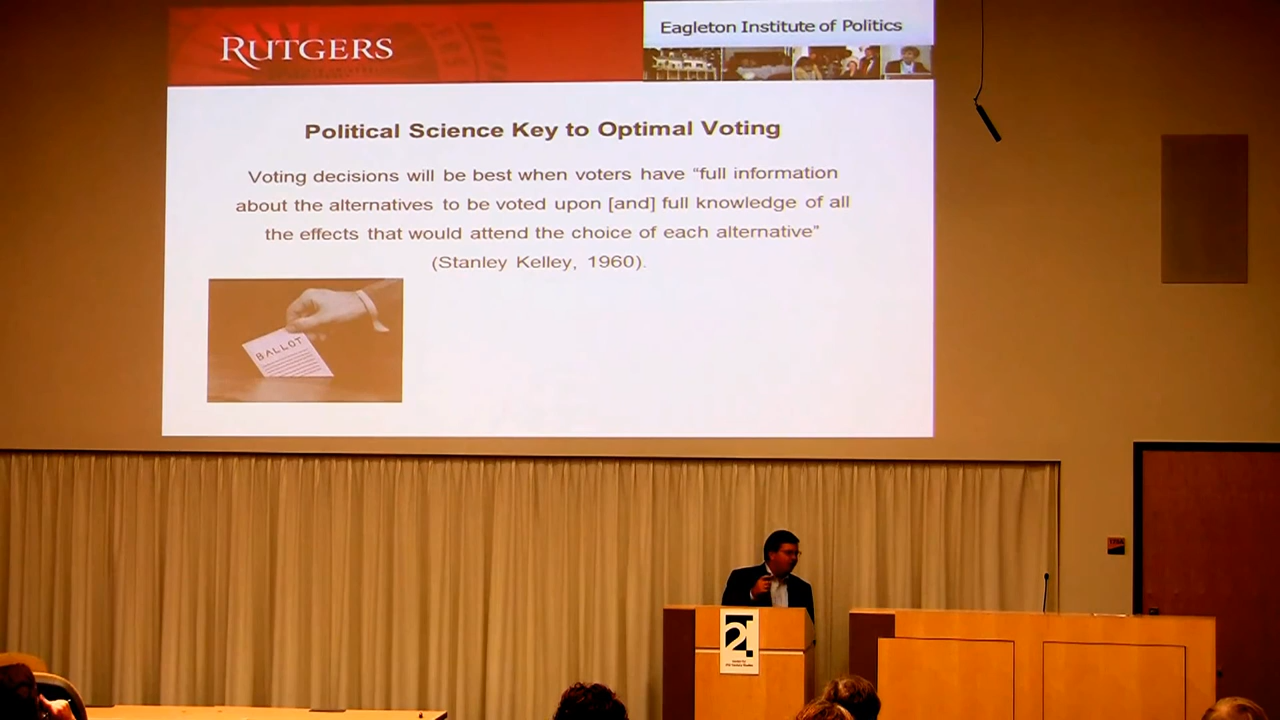 RUTGERS
Eagleton Institute of Politics
Political Science Key to Optimal Voting
Voting decisions will be best when voters have “full information
about the alternatives to be voted upon [and] full knowledge of all
the effects that would attend the choice of each alternative”
(Stanley Kelley, 1960).
BALLOT
21